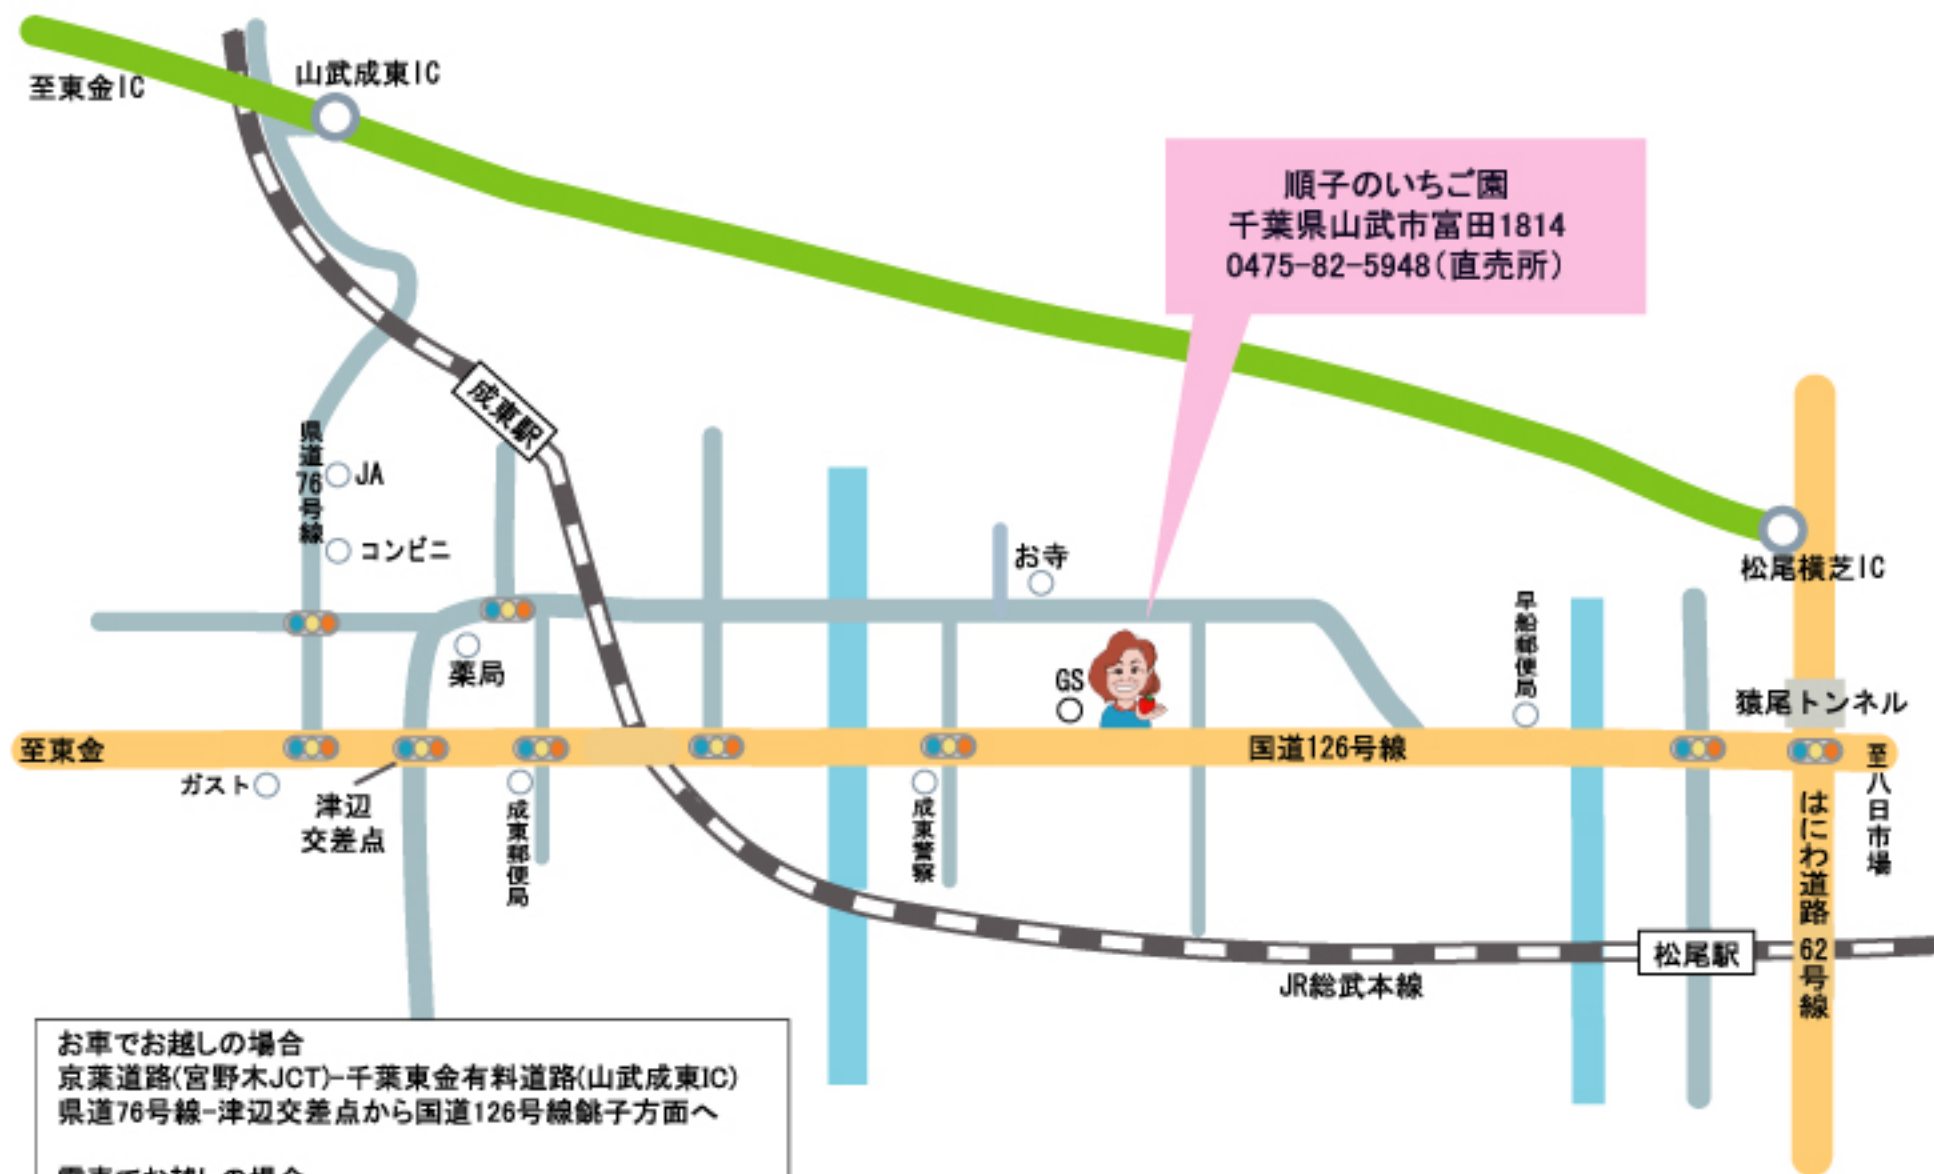 至東金IC
山武成東IC
順子のいちご園
千葉県山武市富田1814
0475-82-5948(直売所)
成東駅
県道76号線
JA
コンビニ
お寺
松尾横芝IC
早船郵便局
薬局
GS
猿尾トンネル
至東金
国道126号線
至八日市場
ガスト
津辺
交差点
成東郵便局
成東警察
はにわ道路
62号線
松尾駅
JR総武本線
お車でお越しの場合
京葉道路(宮野木JCT)-千葉東金有料道路(山武成東IC)
県道76号線-津辺交差点から国道126号線銚子方面へ